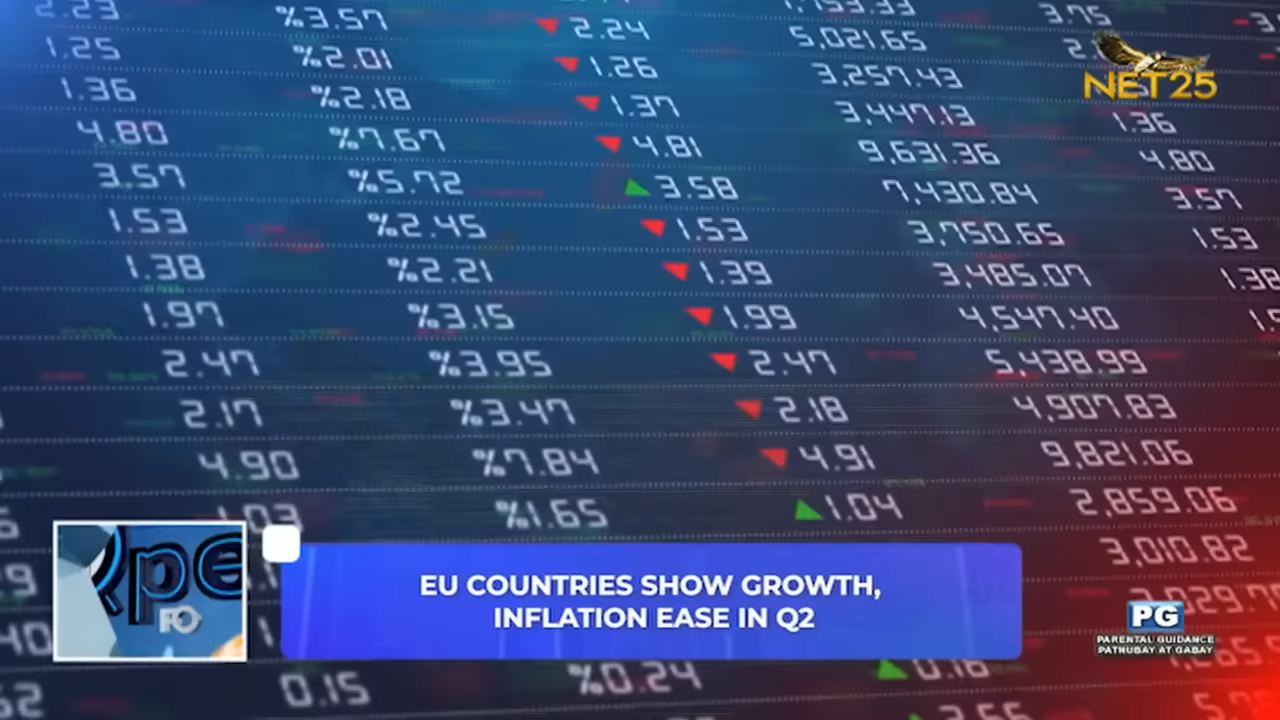 2.23 %3.57 2.24 3.75
1.25 %2.01 1.26 5,021.65
1.36 %2.18 1.37 3,257.43
4.80 %7.67 4.81 3,447.13 1.36
3.57 %5.72 3.58 9,631.36 4.80
1.53 %2.45 1.53 7,430.84 3.57
1.38 %2.21 1.39 3,750.65 1.53
1.97 %3.15 1.99 3,485.07 1.38
2.47 %3.95 2.47 4,547.40
2.17 %3.47 2.18 5,438.99
4.90 %7.84 4.91 4,907.83
1.03 %1.65 1.04 9,821.06
2,859.06
3,010.82
0.15 %0.24 0.16
NET25
EU COUNTRIES SHOW GROWTH,
INFLATION EASE IN Q2
PG
PARENTAL GUIDANCE
PATNUBAY AT GABAY